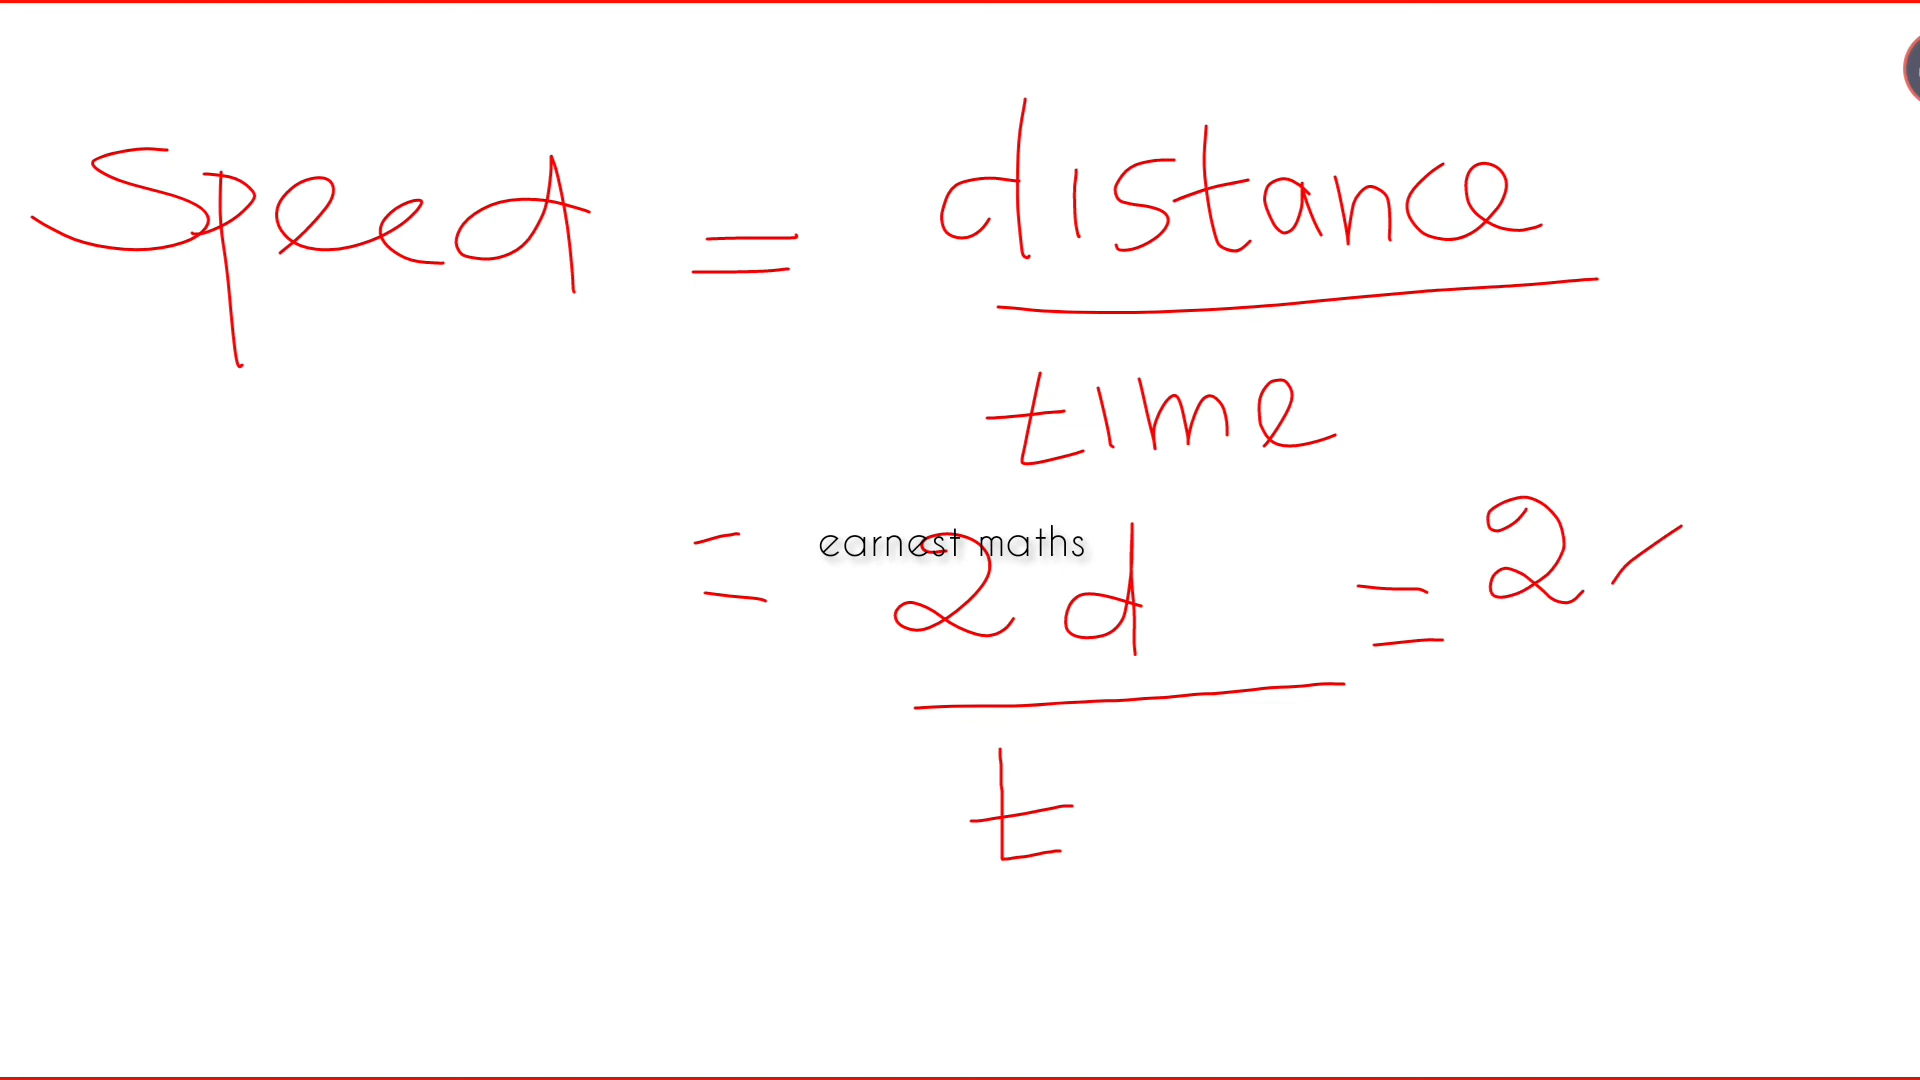 Speed = distance
time
= 2d = 2
t
earnest maths